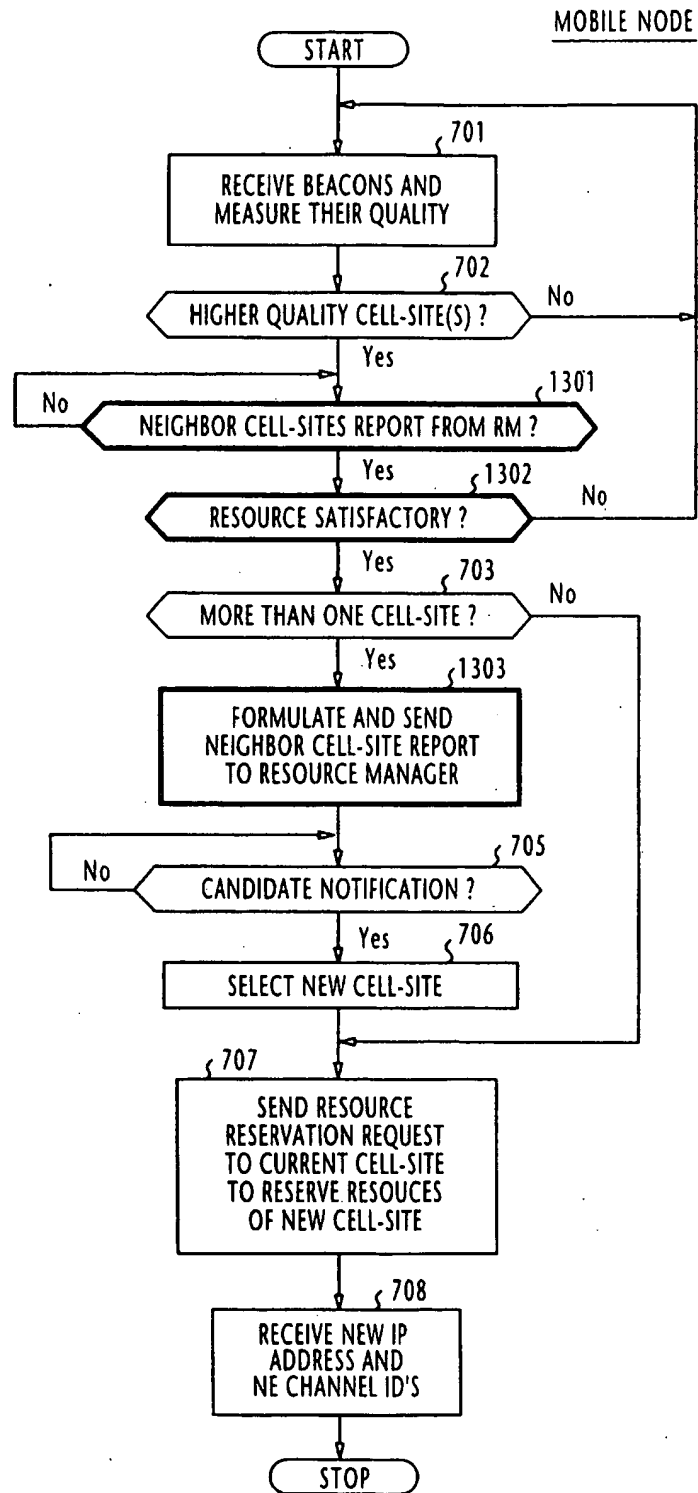 MOBILE NODE
START
701
RECEIVE BEACONS AND
MEASURE THEIR QUALITY
702
HIGHER QUALITY CELL-SITE(S) ?
No
Yes
1301
No
NEIGHBOR CELL-SITES REPORT FROM RM ?
Yes
1302
RESOURCE SATISFACTORY ?
No
Yes
703
MORE THAN ONE CELL-SITE ?
No
Yes
1303
FORMULATE AND SEND
NEIGHBOR CELL-SITE REPORT
TO RESOURCE MANAGER
705
No
CANDIDATE NOTIFICATION ?
Yes
706
SELECT NEW CELL-SITE
707
SEND RESOURCE
RESERVATION REQUEST
TO CURRENT CELL-SITE
TO RESERVE RESOUCES
OF NEW CELL-SITE
708
RECEIVE NEW IP
ADDRESS AND
NE CHANNEL ID'S
STOP